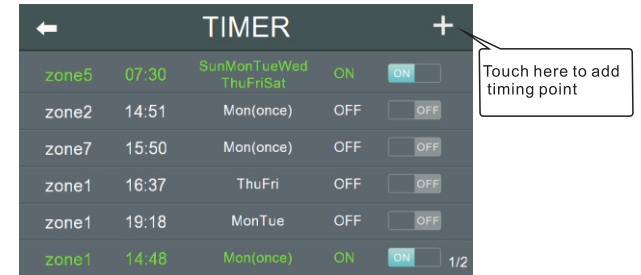 TIMER
Touch here to add
timing point
zone5 07:30 SunMonTueWed ON ON
ThuFriSat
zone2 14:51 Mon(once) OFF OFF
zone7 15:50 Mon(once) OFF OFF
zone1 16:37 ThuFri OFF OFF
zone1 19:18 MonTue OFF OFF
zone1 14:48 Mon(once) ON ON 1/2